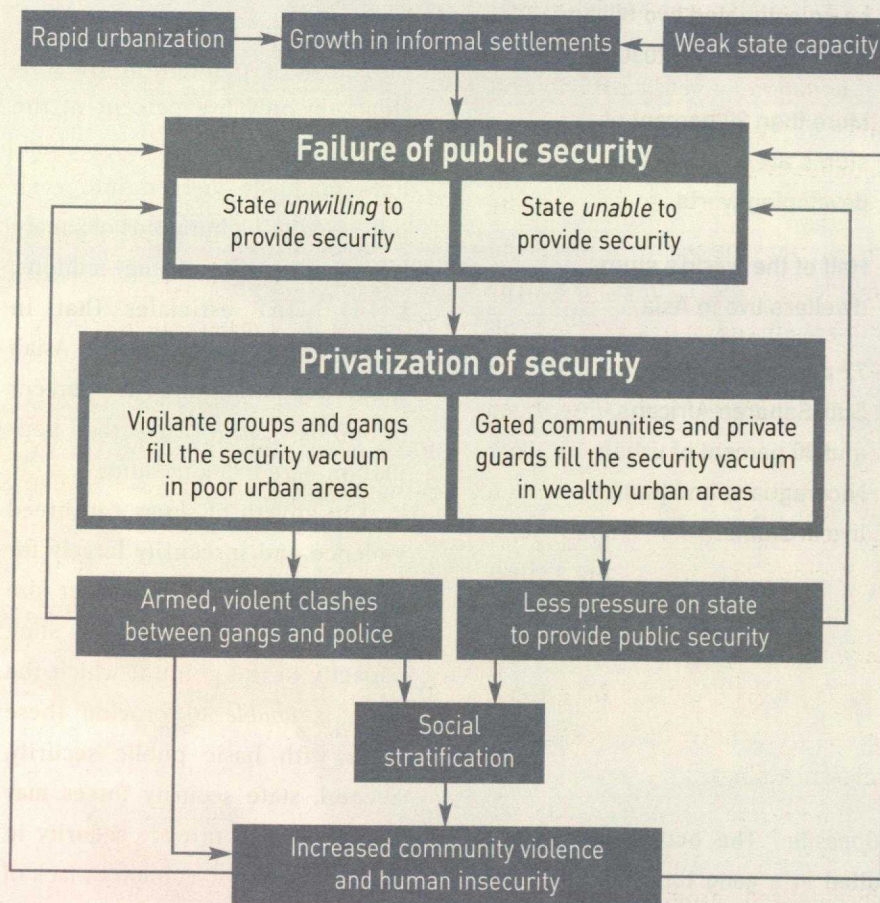 Rapid urbanization
Growth in informal settlements
Weak state capacity
Failure of public security
State unwilling to
provide security
State unable to
provide security
Privatization of security
Vigilante groups and gangs
fill the security vacuum
in poor urban areas
Gated communities and private
guards fill the security vacuum
in wealthy urban areas
Armed, violent clashes
between gangs and police
Less pressure on state
to provide public security
Social
stratification
Increased community violence
and human insecurity